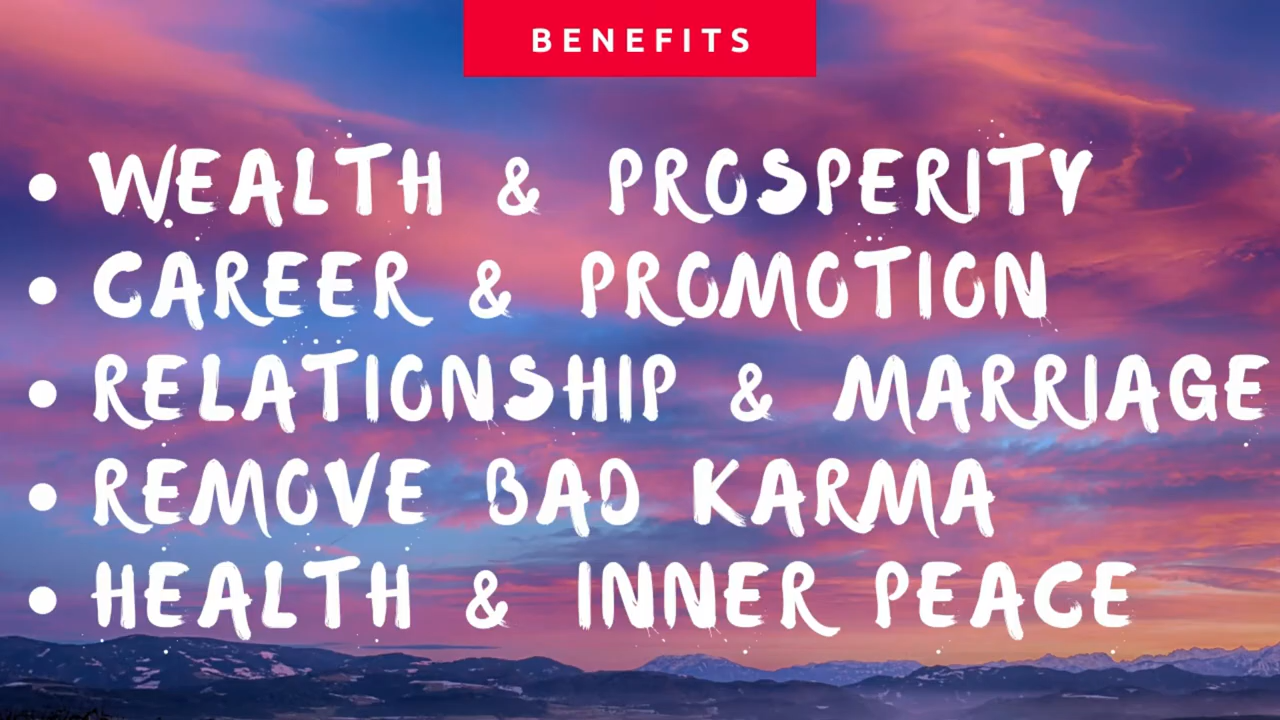 BENEFITS
• WEALTH & PROSPERITY
• CAREER & PROMOTION
• RELATIONSHIP & MARRIAGE
• REMOVE BAD KARMA
• HEALTH & INNER PEACE